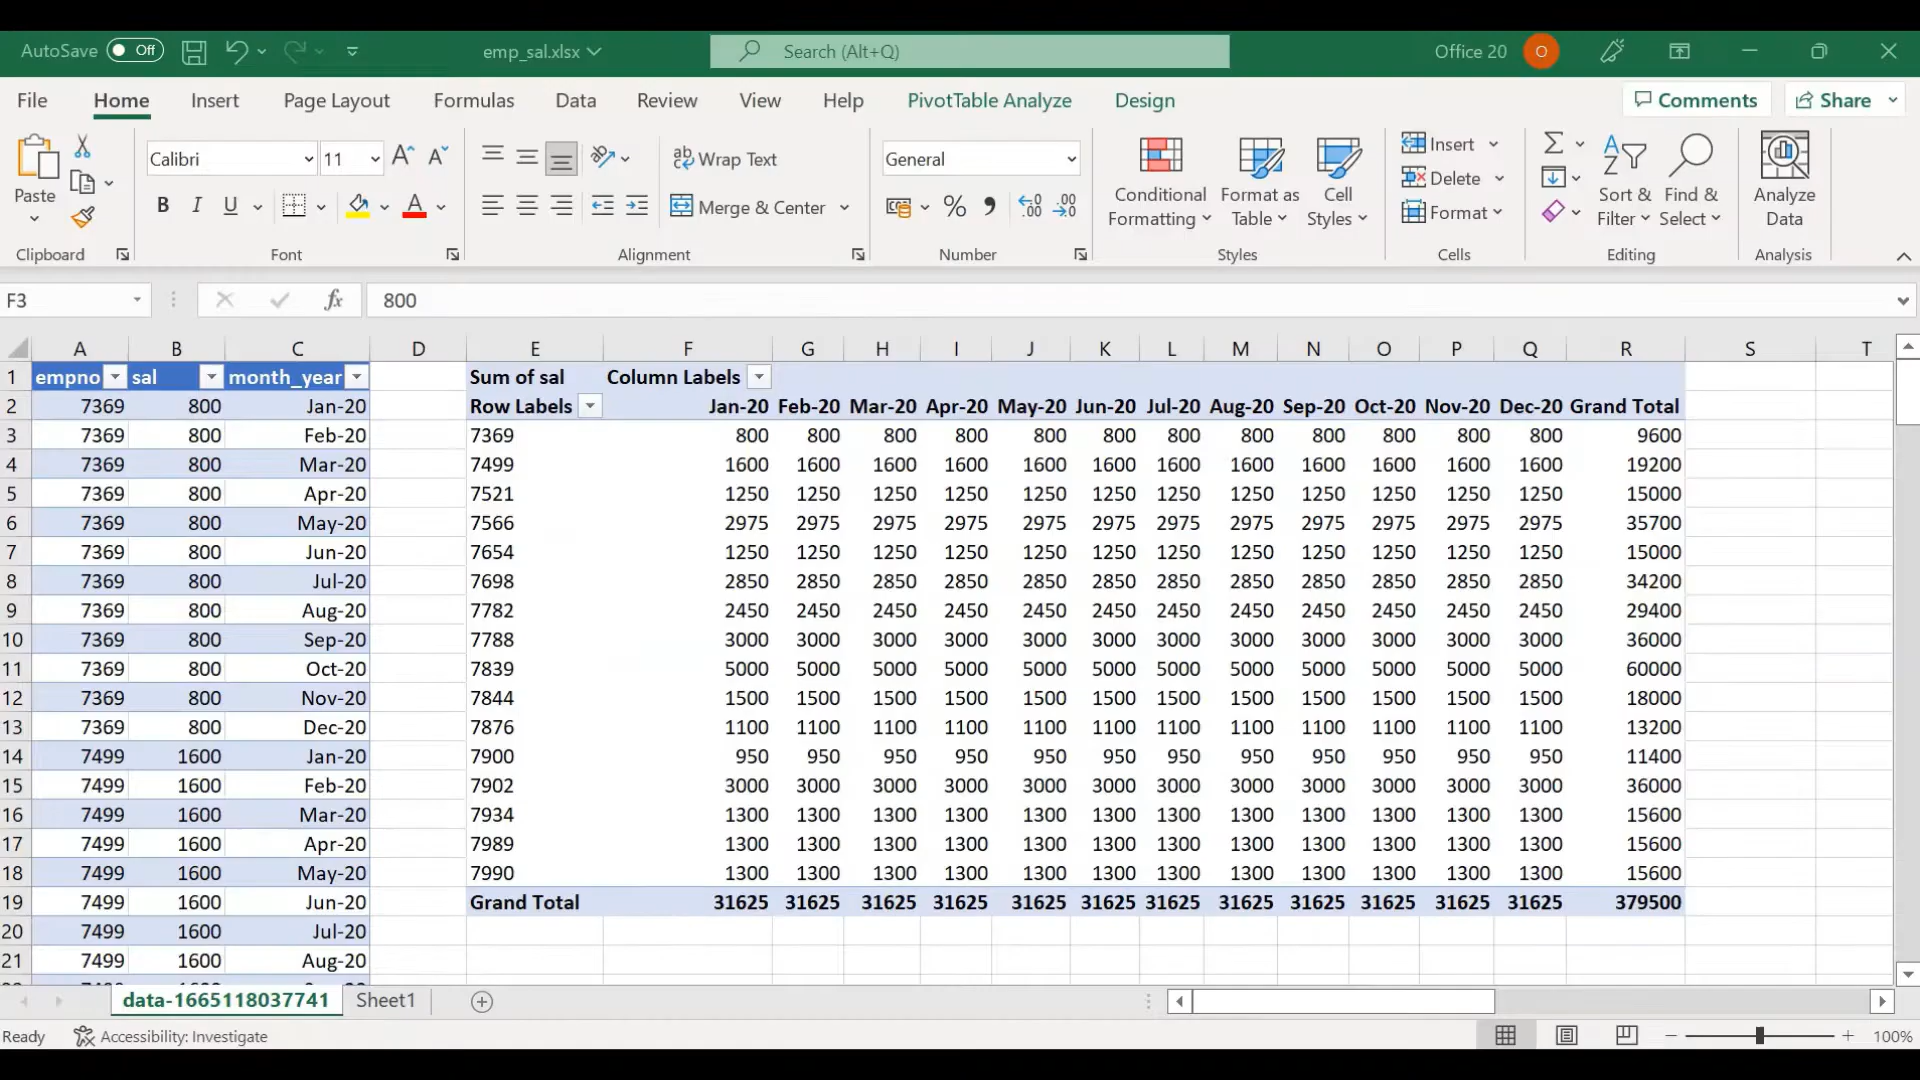 AutoSave Off emp_sal.xlsx Search (Alt+Q) Office 20 O
File Home Insert Page Layout Formulas Data Review View Help PivotTable Analyze Design Comments Share
Calibri 11 Wrap Text General Insert
Paste Conditional Format as Cell Delete Sort & Find & Analyze
B I U Merge & Center % Formatting Table Styles Format Filter Select Data
Clipboard Font Alignment Number Styles Cells Editing Analysis
F3 fx 800
A B C D E F G H I J K L M N O P Q R S T
1 empno sal month_year Sum of sal Column Labels
2 7369 800 Jan-20 Row Labels Jan-20 Feb-20 Mar-20 Apr-20 May-20 Jun-20 Jul-20 Aug-20 Sep-20 Oct-20 Nov-20 Dec-20 Grand Total
3 7369 800 Feb-20 7369 800 800 800 800 800 800 800 800 800 800 800 800 9600
4 7369 800 Mar-20 7499 1600 1600 1600 1600 1600 1600 1600 1600 1600 1600 1600 1600 19200
5 7369 800 Apr-20 7521 1250 1250 1250 1250 1250 1250 1250 1250 1250 1250 1250 1250 15000
6 7369 800 May-20 7566 2975 2975 2975 2975 2975 2975 2975 2975 2975 2975 2975 2975 35700
7 7369 800 Jun-20 7654 1250 1250 1250 1250 1250 1250 1250 1250 1250 1250 1250 1250 15000
8 7369 800 Jul-20 7698 2850 2850 2850 2850 2850 2850 2850 2850 2850 2850 2850 2850 34200
9 7369 800 Aug-20 7782 2450 2450 2450 2450 2450 2450 2450 2450 2450 2450 2450 2450 29400
10 7369 800 Sep-20 7788 3000 3000 3000 3000 3000 3000 3000 3000 3000 3000 3000 3000 36000
11 7369 800 Oct-20 7839 5000 5000 5000 5000 5000 5000 5000 5000 5000 5000 5000 5000 60000
12 7369 800 Nov-20 7844 1500 1500 1500 1500 1500 1500 1500 1500 1500 1500 1500 1500 18000
13 7369 800 Dec-20 7876 1100 1100 1100 1100 1100 1100 1100 1100 1100 1100 1100 1100 13200
14 7499 1600 Jan-20 7900 950 950 950 950 950 950 950 950 950 950 950 950 11400
15 7499 1600 Feb-20 7902 3000 3000 3000 3000 3000 3000 3000 3000 3000 3000 3000 3000 36000
16 7499 1600 Mar-20 7934 1300 1300 1300 1300 1300 1300 1300 1300 1300 1300 1300 1300 15600
17 7499 1600 Apr-20 7989 1300 1300 1300 1300 1300 1300 1300 1300 1300 1300 1300 1300 15600
18 7499 1600 May-20 7990 1300 1300 1300 1300 1300 1300 1300 1300 1300 1300 1300 1300 15600
19 7499 1600 Jun-20 Grand Total 31625 31625 31625 31625 31625 31625 31625 31625 31625 31625 31625 31625 379500
20 7499 1600 Jul-20
21 7499 1600 Aug-20
data-1665118037741 Sheet1
Ready Accessibility: Investigate 100%